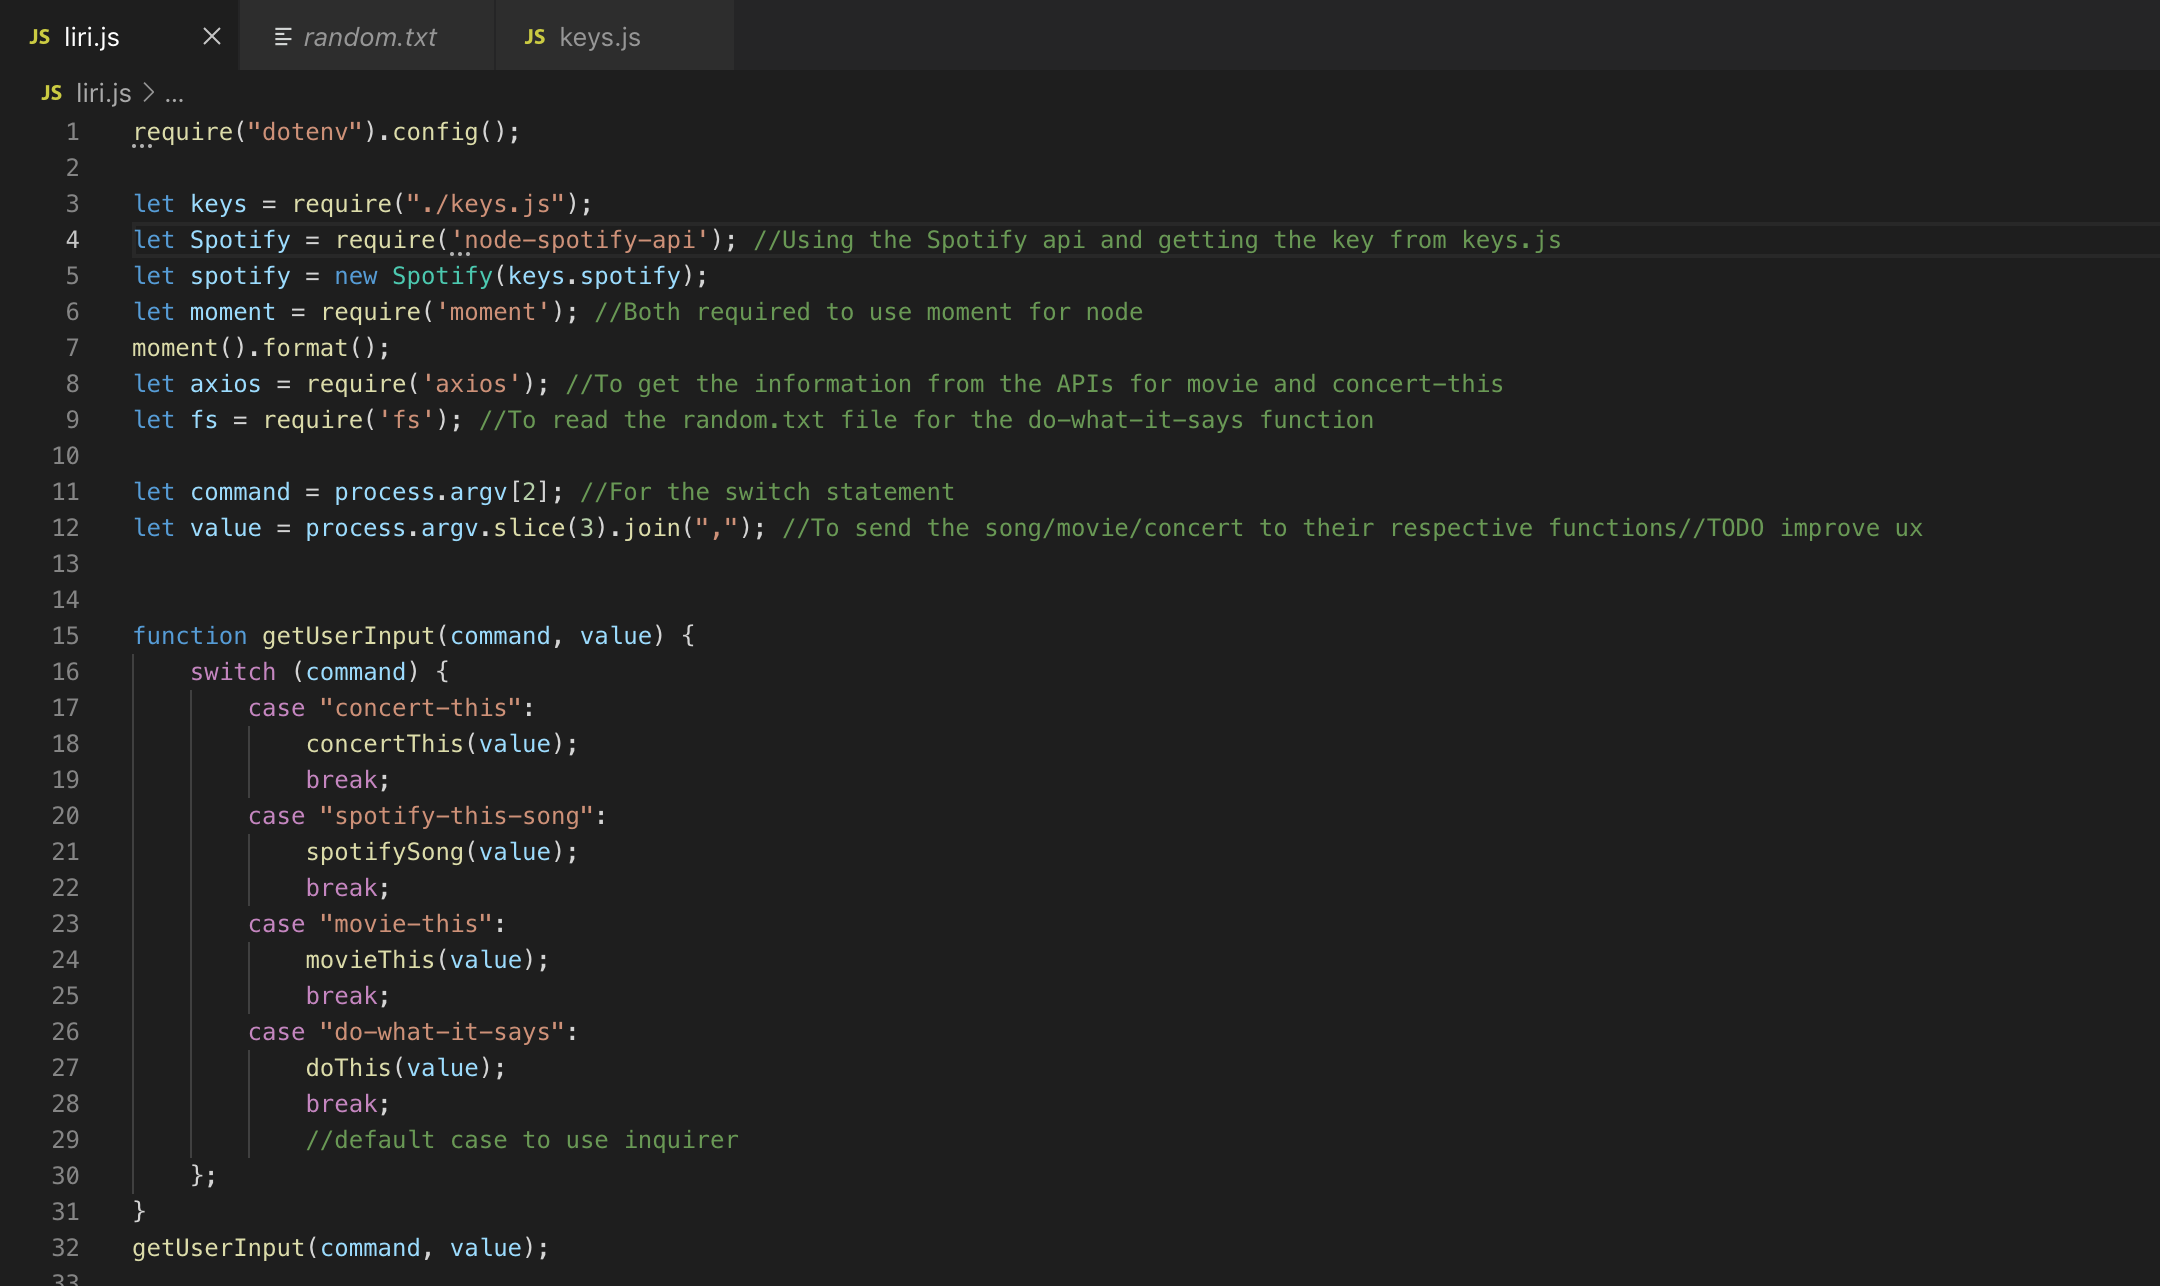 JS liri.js × random.txt JS keys.js
JS liri.js > ...
1 require("dotenv").config();
2
3 let keys = require("./keys.js");
4 let Spotify = require('node-spotify-api'); //Using the Spotify api and getting the key from keys.js
5 let spotify = new Spotify(keys.spotify);
6 let moment = require('moment'); //Both required to use moment for node
7 moment().format();
8 let axios = require('axios'); //To get the information from the APIs for movie and concert-this
9 let fs = require('fs'); //To read the random.txt file for the do-what-it-says function
10
11 let command = process.argv[2]; //For the switch statement
12 let value = process.argv.slice(3).join(","); //To send the song/movie/concert to their respective functions//TODO improve ux
13
14
15 function getUserInput(command, value) {
16     switch (command) {
17         case "concert-this":
18             concertThis(value);
19             break;
20         case "spotify-this-song":
21             spotifySong(value);
22             break;
23         case "movie-this":
24             movieThis(value);
25             break;
26         case "do-what-it-says":
27             doThis(value);
28             break;
29             //default case to use inquirer
30     };
31 }
32 getUserInput(command, value);
33